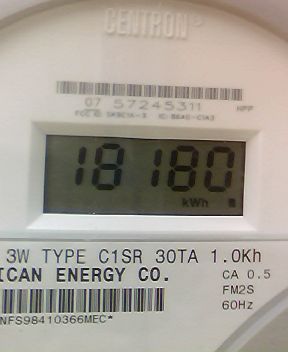 CENTRON®
07 57245311
18180
kWh
3W TYPE C1SR 30TA 1.0Kh
ICAN ENERGY CO.
CA 0.5
FM2S
60Hz
NFS98410366MEC*